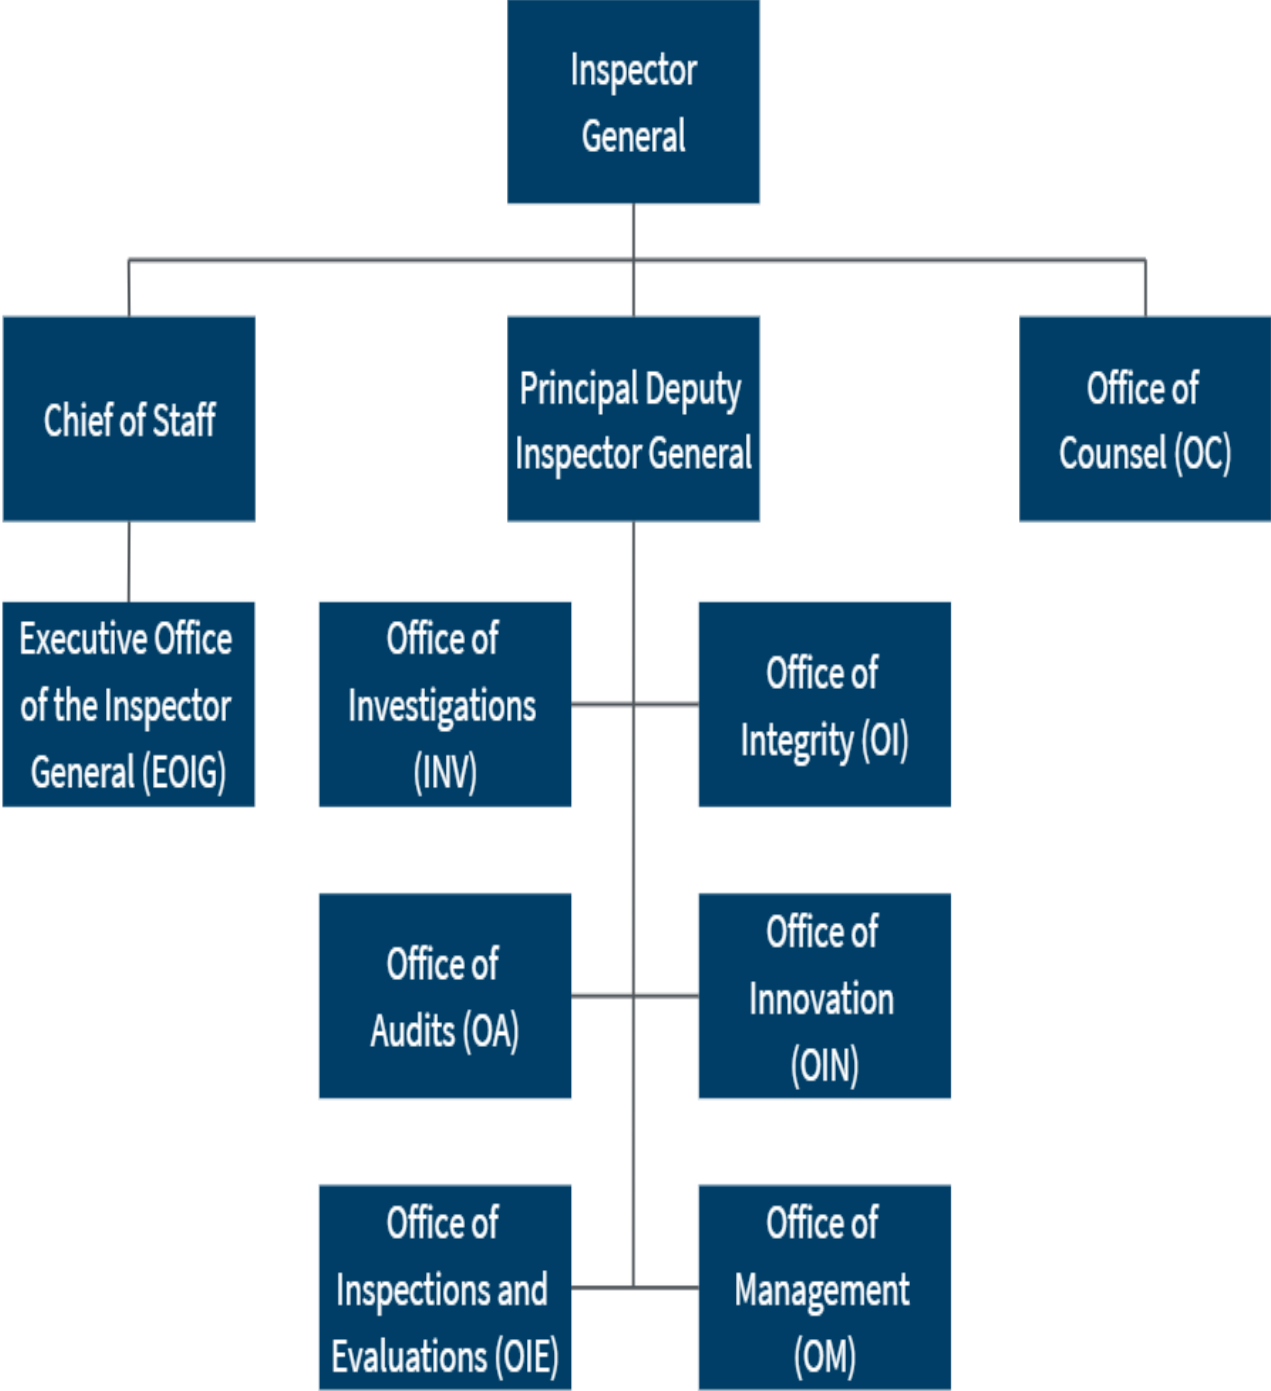 Inspector
General
Chief of Staff
Principal Deputy
Inspector General
Office of
Counsel (OC)
Executive Office
of the Inspector
General (EOIG)
Office of
Investigations
(INV)
Office of
Integrity (OI)
Office of
Audits (OA)
Office of
Innovation
(OIN)
Office of
Inspections and
Evaluations (OIE)
Office of
Management
(OM)